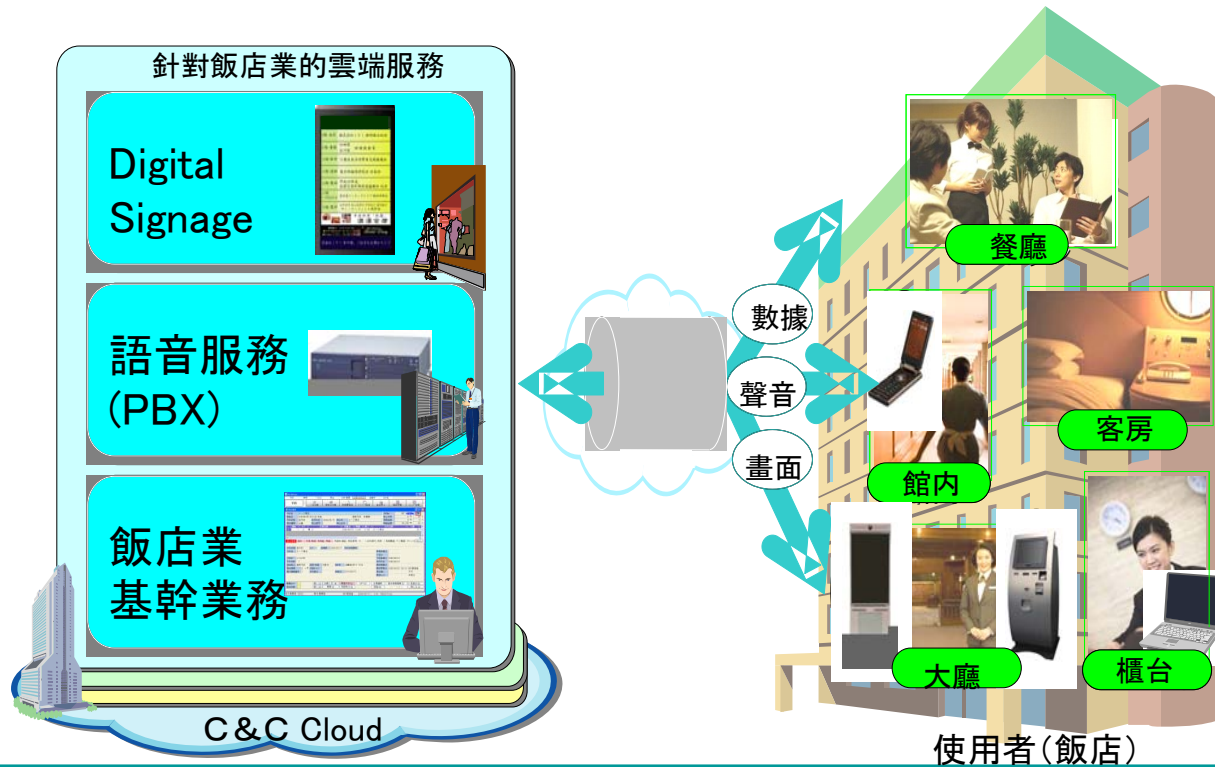 針對飯店業的雲端服務
Digital
Signage
語音服務
(PBX)
飯店業
基幹業務
C&C Cloud
數據
聲音
畫面
餐廳
客房
館内
大廳
櫃台
使用者(飯店)